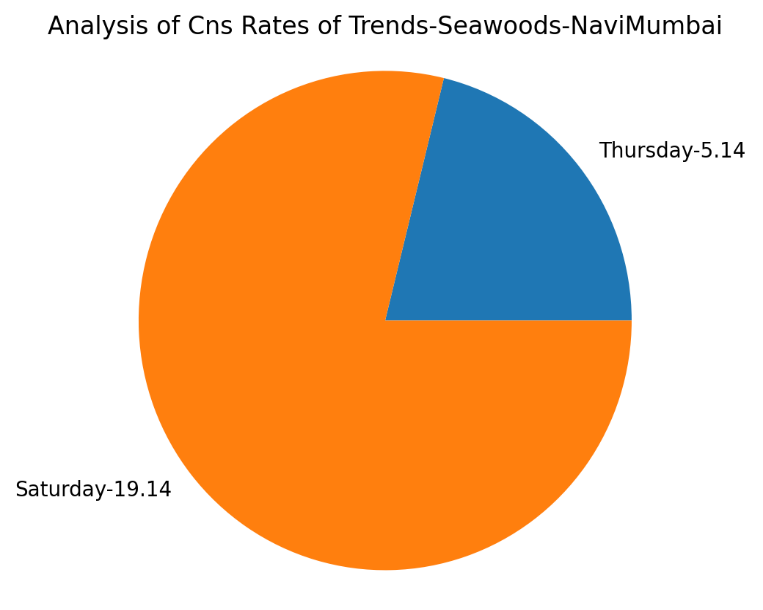 Analysis of Cns Rates of Trends-Seawoods-NaviMumbai
Thursday-5.14
Saturday-19.14